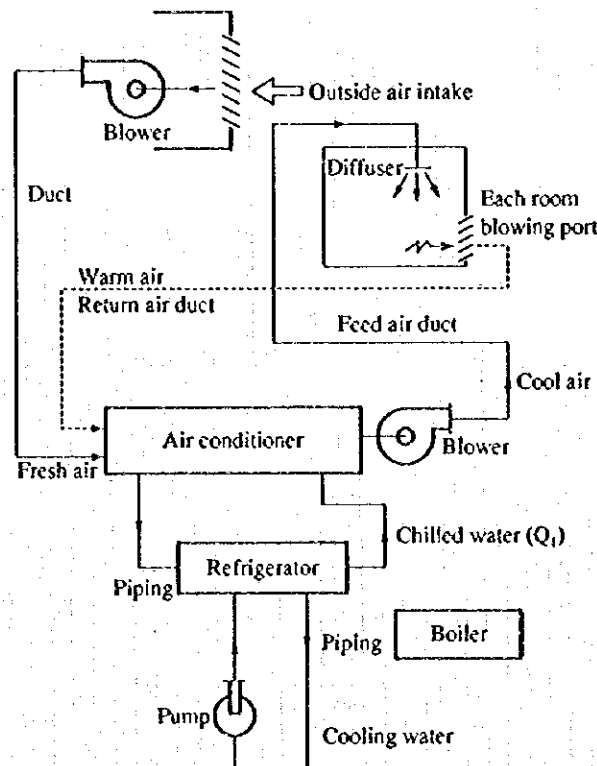 Outside air intake
Blower
Diffuser
Duct
Each room
blowing port
Warm air
Return air duct
Feed air duct
Cool air
Air conditioner
Blower
Fresh air
Chilled water (Q₁)
Refrigerator
Piping
Boiler
Piping
Pump
Cooling water